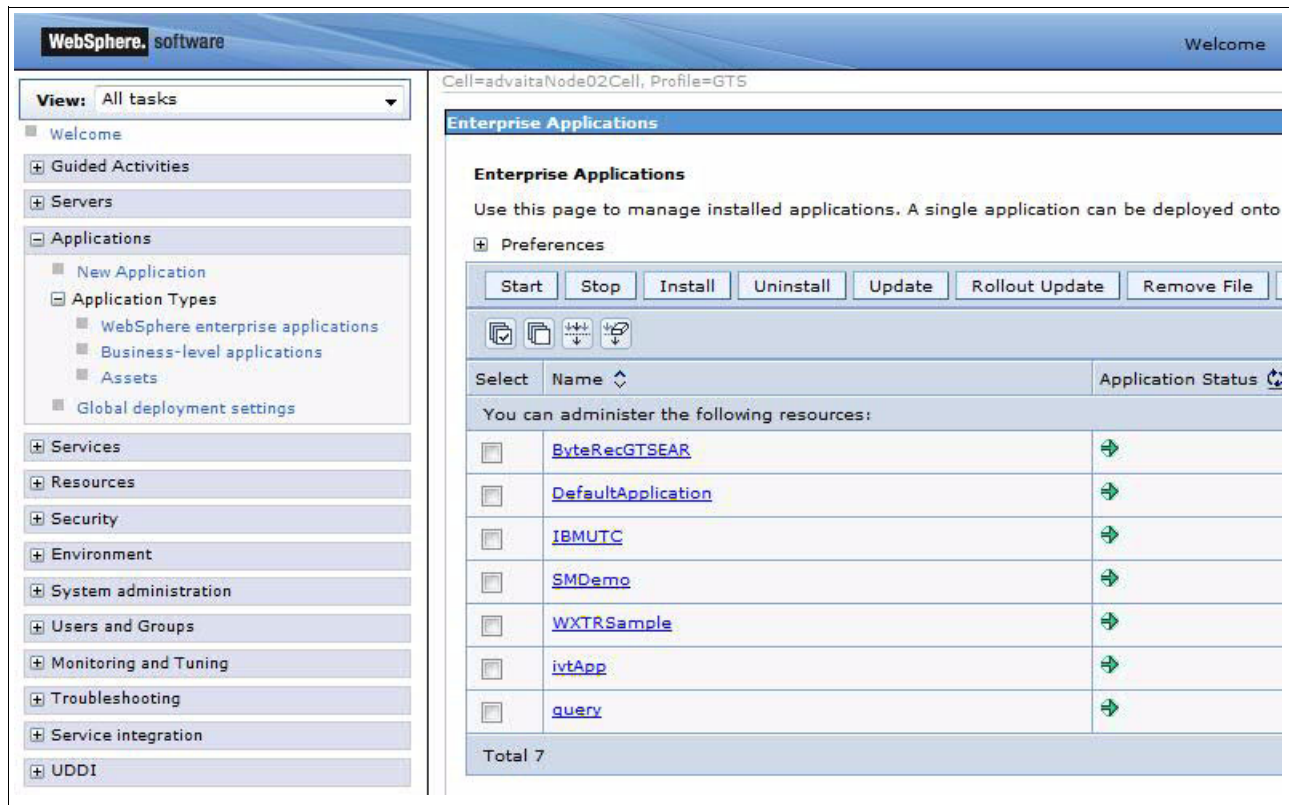 WebSphere. software
Welcome
View: All tasks
Welcome
Guided Activities
Servers
Applications
New Application
Application Types
WebSphere enterprise applications
Business-level applications
Assets
Global deployment settings
Services
Resources
Security
Environment
System administration
Users and Groups
Monitoring and Tuning
Troubleshooting
Service integration
UDDI
Cell=advaitaNode02Cell, Profile=GTS
Enterprise Applications
Enterprise Applications
Use this page to manage installed applications. A single application can be deployed onto
Preferences
Start Stop Install Uninstall Update Rollout Update Remove File
Select Name Application Status
You can administer the following resources:
ByteRecGTSEAR
DefaultApplication
IBMUTC
SMDemo
WXTRSample
ivtApp
query
Total 7